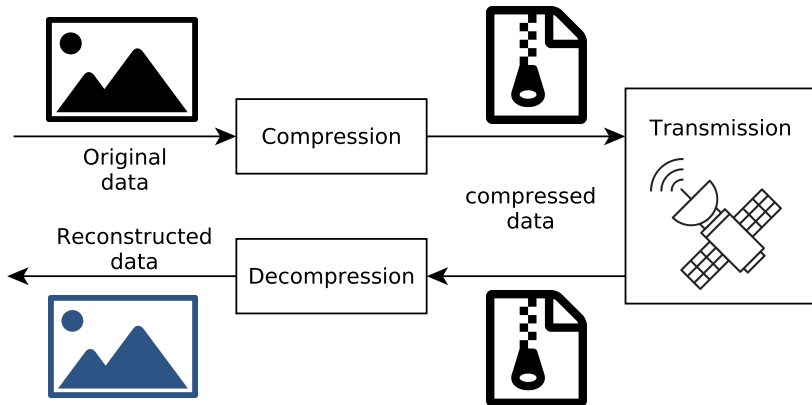 Original
data
Compression
Transmission
compressed
data
Reconstructed
data
Decompression